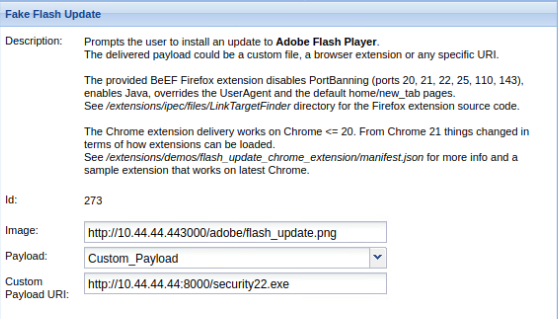 Fake Flash Update
Description:
Prompts the user to install an update to Adobe Flash Player.
The delivered payload could be a custom file, a browser extension or any specific URI.
The provided BeEF Firefox extension disables PortBanning (ports 20, 21, 22, 25, 110, 143),
enables Java, overrides the UserAgent and the default home/new_tab pages.
See /extensions/ipec/files/LinkTargetFinder directory for the Firefox extension source code.
The Chrome extension delivery works on Chrome <= 20. From Chrome 21 things changed in
terms of how extensions can be loaded.
See /extensions/demos/flash_update_chrome_extension/manifest.json for more info and a
sample extension that works on latest Chrome.
Id:
273
Image:
http://10.44.44.443000/adobe/flash_update.png
Payload:
Custom_Payload
Custom
Payload URI:
http://10.44.44.44:8000/security22.exe